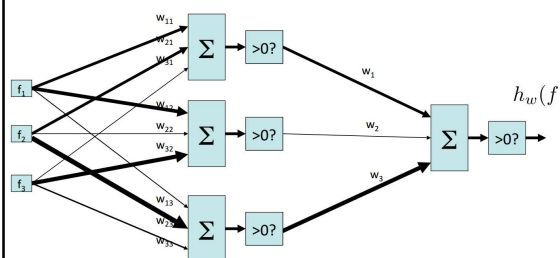 w₁₁
w₂₁
w₃₁
Σ >0?
w₁
f₁
w₁₂
h_w(f
f₂
w₂₂
Σ >0?
w₂
Σ >0?
w₃₂
f₃
w₃
w₁₃
w₂₃
Σ >0?
w₃₃